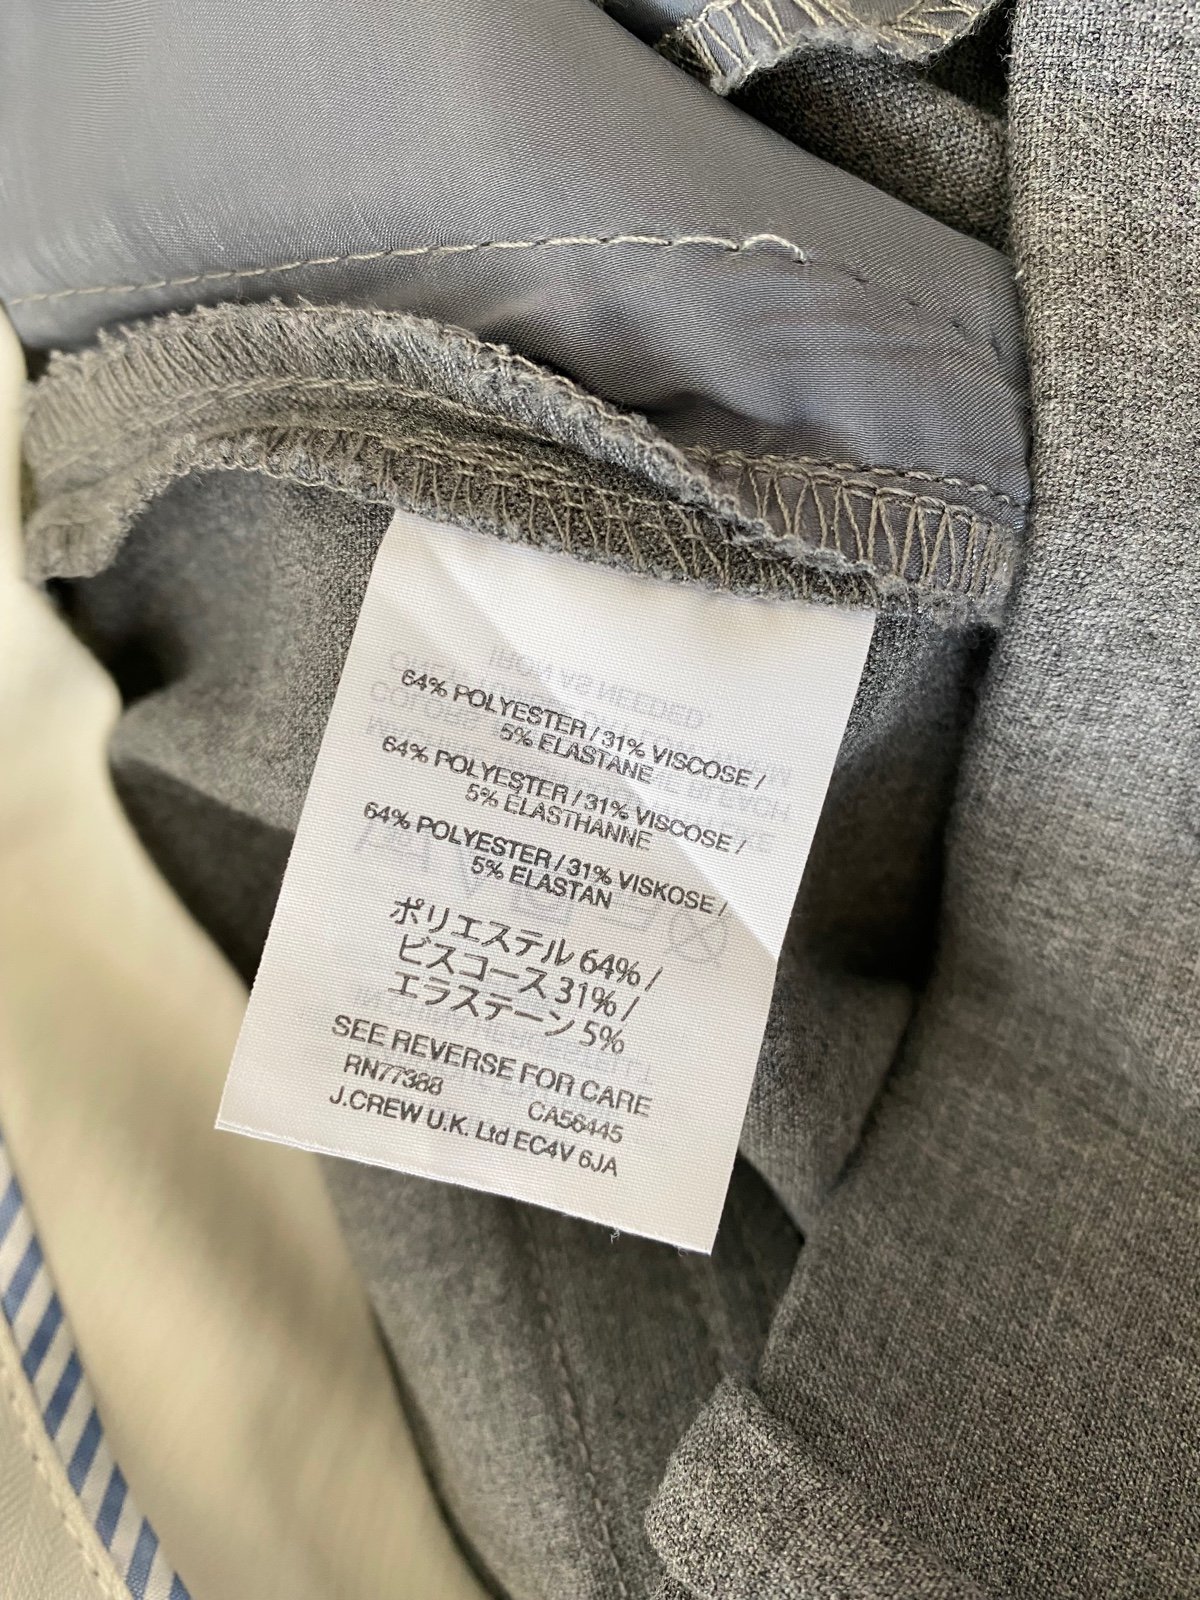 64% POLYESTER / 31% VISCOSE /
5% ELASTANE
64% POLYESTER / 31% VISCOSE /
5% ELASTHANNE
64% POLYESTER / 31% VISKOSE /
5% ELASTAN
ポリエステル 64% /
ビスコース 31% /
エラステーン 5%
SEE REVERSE FOR CARE
RN77388 CA56445
J.CREW U.K. Ltd EC4V 6JA